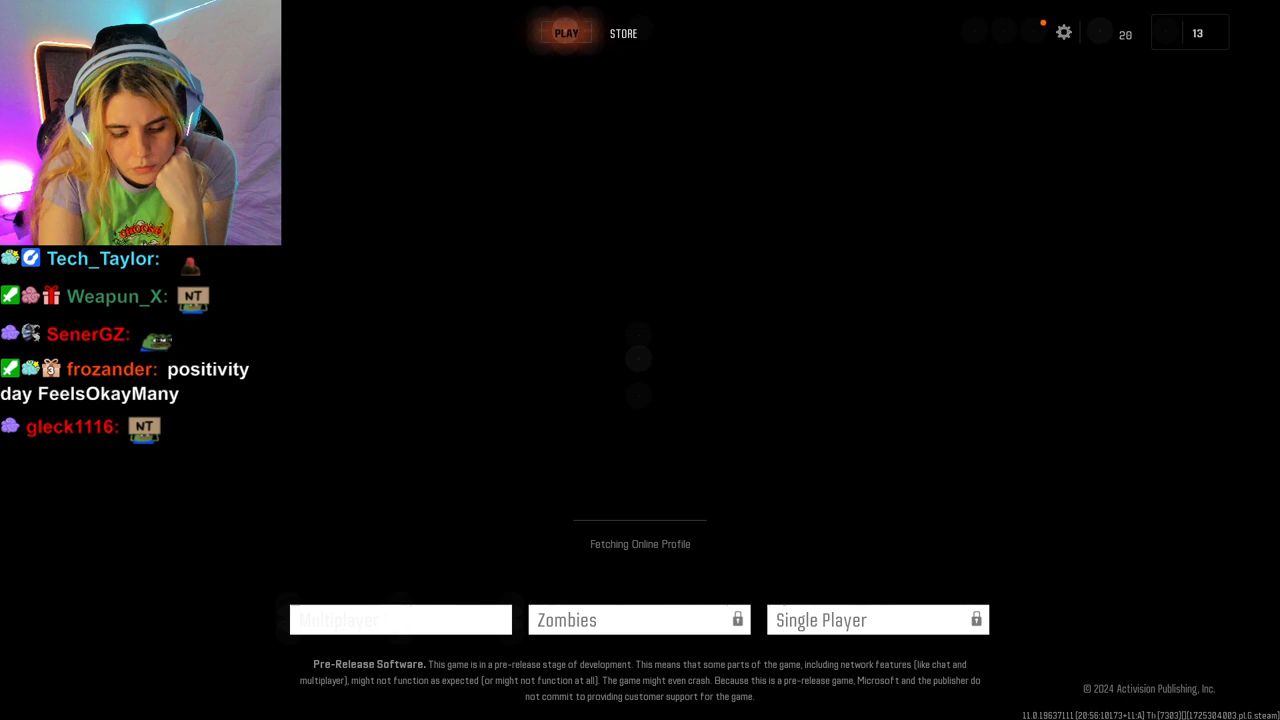 PLAY STORE 20 13
Tech_Taylor:
Weapun_X: NT
SenerGZ:
frozander: positivity
day FeelsOkayMany
gleck1116: NT
Fetching Online Profile
Multiplayer Zombies Single Player
Pre-Release Software. This game is in a pre-release stage of development. This means that some parts of the game, including network features [like chat and
multiplayer], might not function as expected [or might not function at all]. The game might even crash. Because this is a pre-release game, Microsoft and the publisher do
not commit to providing customer support for the game.
© 2024 Activision Publishing, Inc.